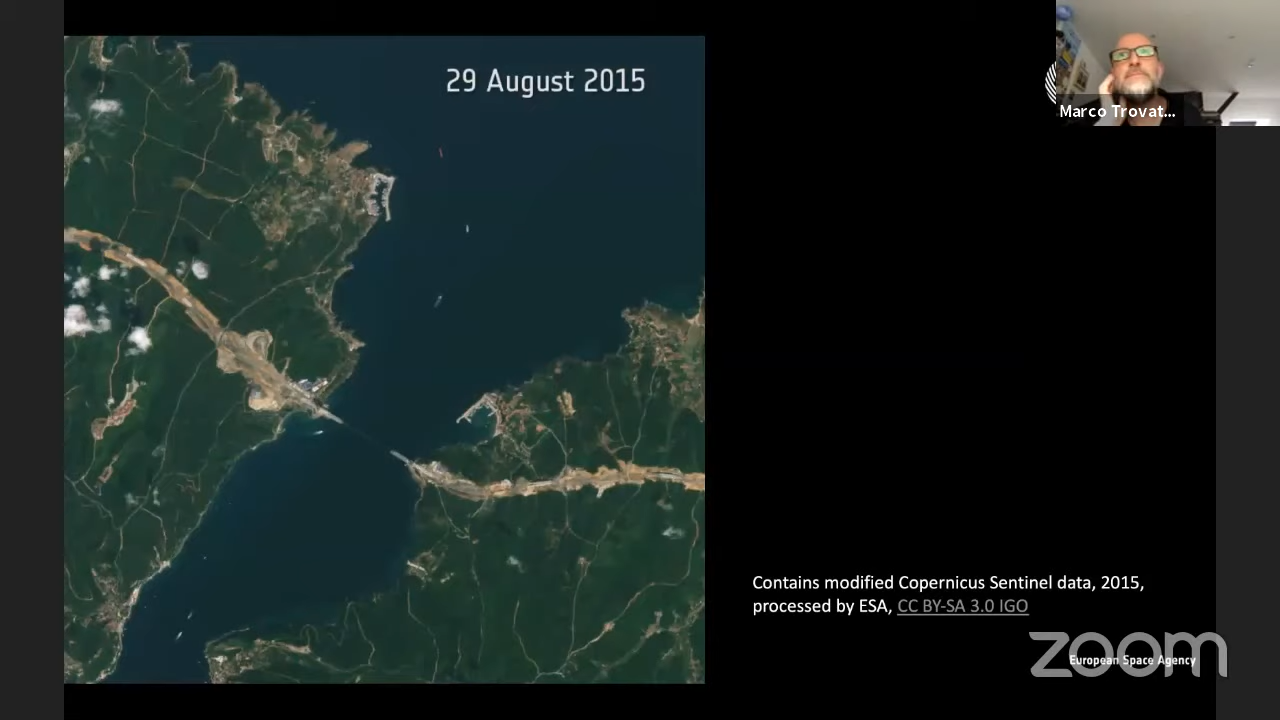 29 August 2015
Marco Trovat...
Contains modified Copernicus Sentinel data, 2015,
processed by ESA, CC BY-SA 3.0 IGO
zoom
European Space Agency